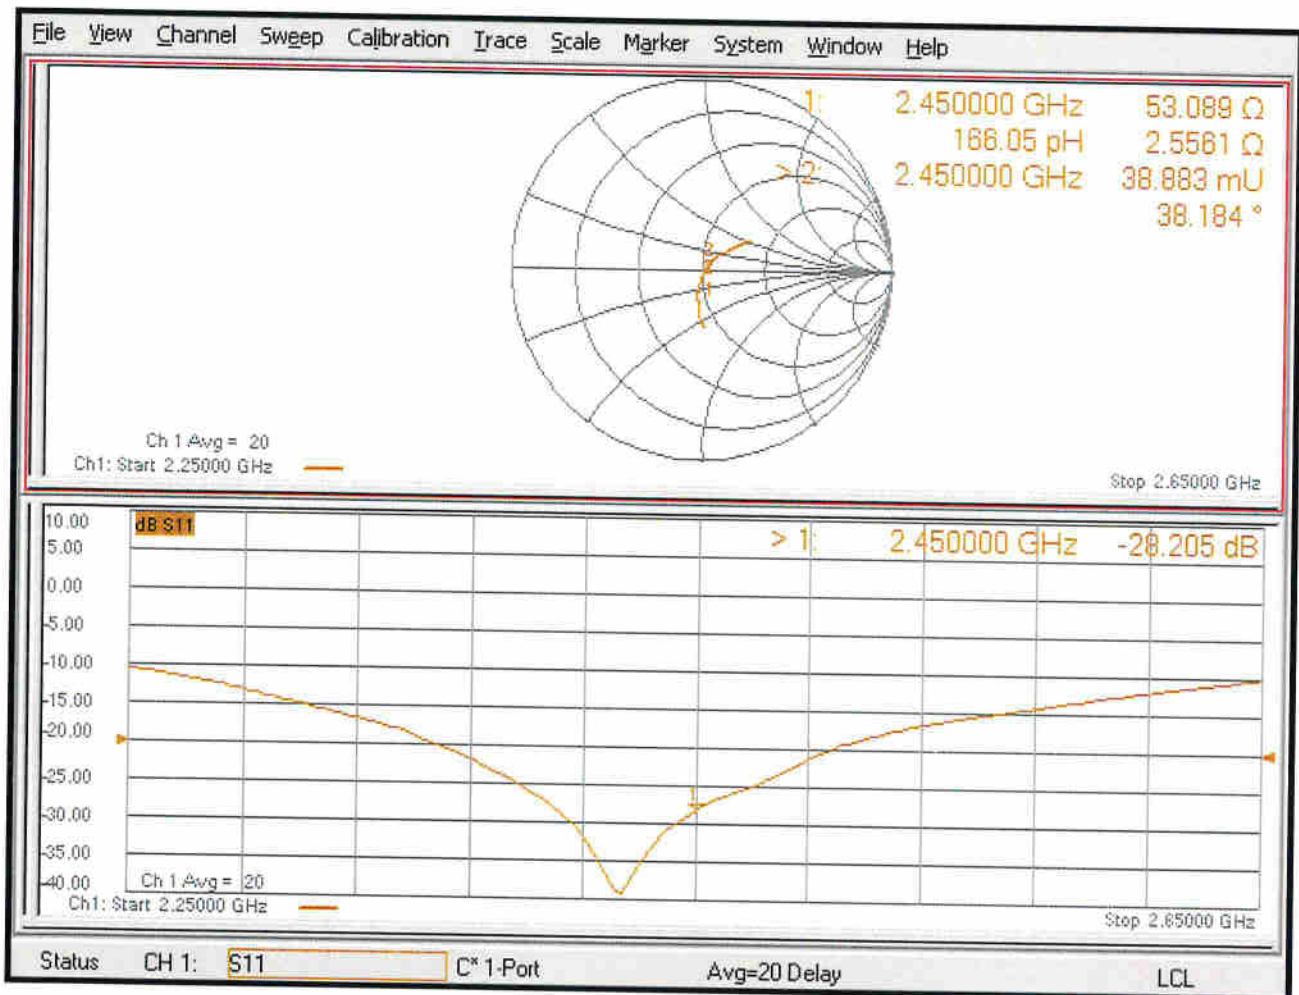 File View Channel Sweep Calibration Trace Scale Marker System Window Help
1: 2.450000 GHz 53.089 Ω
166.05 pH 2.5561 Ω
> 2: 2.450000 GHz 38.883 mU
38.184 °
Ch 1 Avg = 20
Ch1: Start 2.25000 GHz
Stop 2.65000 GHz
10.00
dB S11
> 1: 2.450000 GHz -28.205 dB
5.00
0.00
-5.00
-10.00
-15.00
-20.00
-25.00
1
-30.00
-35.00
-40.00
Ch 1 Avg = 20
Ch1: Start 2.25000 GHz
Stop 2.65000 GHz
Status CH 1: S11 C* 1-Port Avg=20 Delay LCL